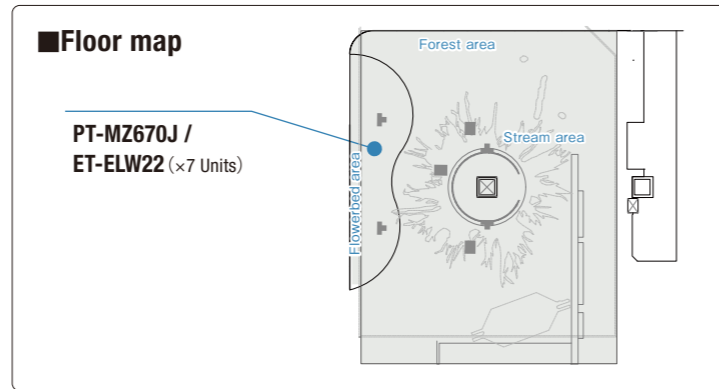 ■Floor map
Forest area
PT-MZ670J /
ET-ELW22 (×7 Units)
Stream area
Flowerbed area